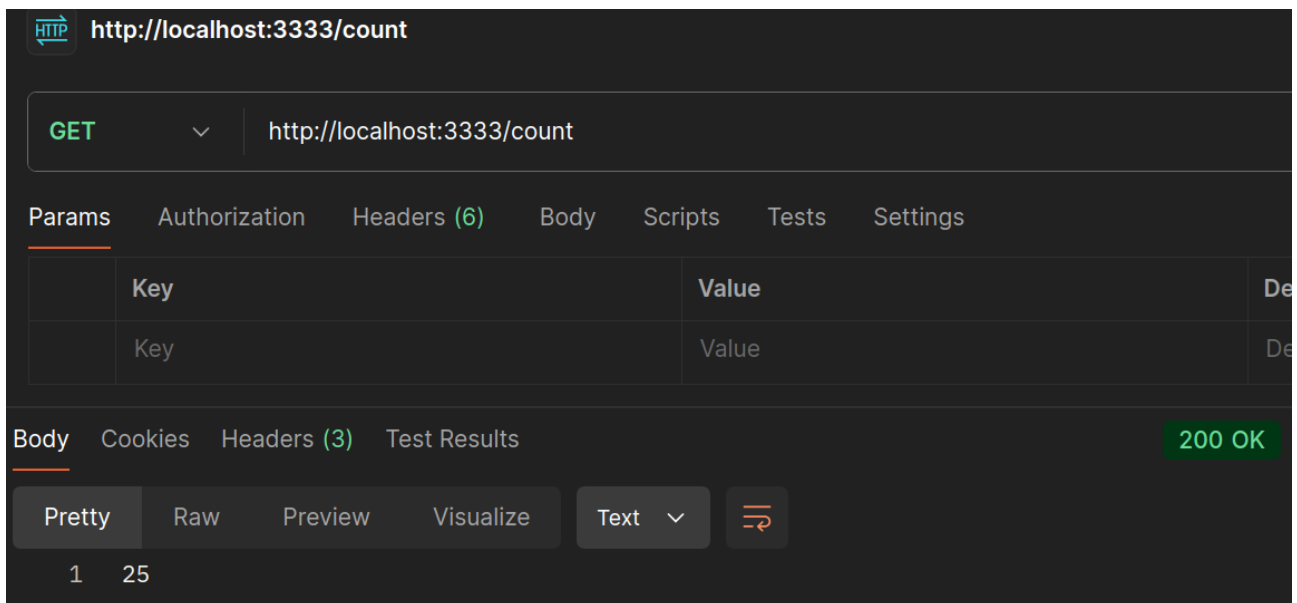 HTTP http://localhost:3333/count
GET http://localhost:3333/count
Params Authorization Headers (6) Body Scripts Tests Settings
Key Value De
Key Value De
Body Cookies Headers (3) Test Results 200 OK
Pretty Raw Preview Visualize Text
1 25